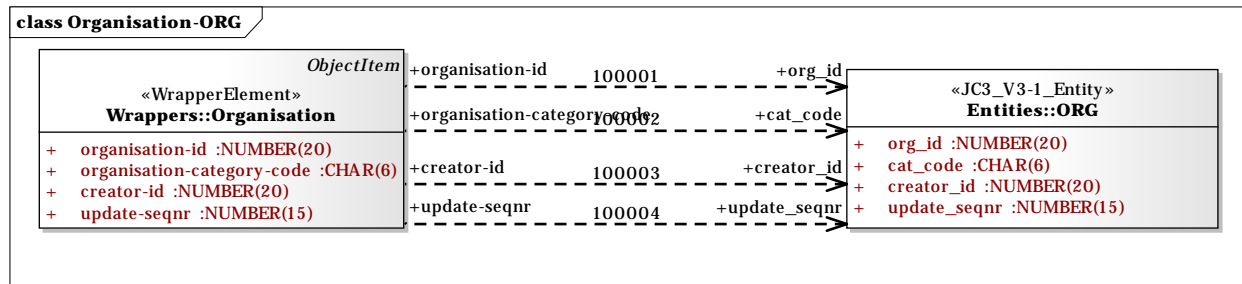 class Organisation-ORG
ObjectItem
«WrapperElement»
Wrappers::Organisation
+ organisation-id :NUMBER(20)
+ organisation-category-code :CHAR(6)
+ creator-id :NUMBER(20)
+ update-seqnr :NUMBER(15)
+organisation-id 100001 +org_id
+organisation-category-code 100002 +cat_code
+creator-id 100003 +creator_id
+update-seqnr 100004 +update_seqnr
«JC3_V3-1_Entity»
Entities::ORG
+ org_id :NUMBER(20)
+ cat_code :CHAR(6)
+ creator_id :NUMBER(20)
+ update_seqnr :NUMBER(15)